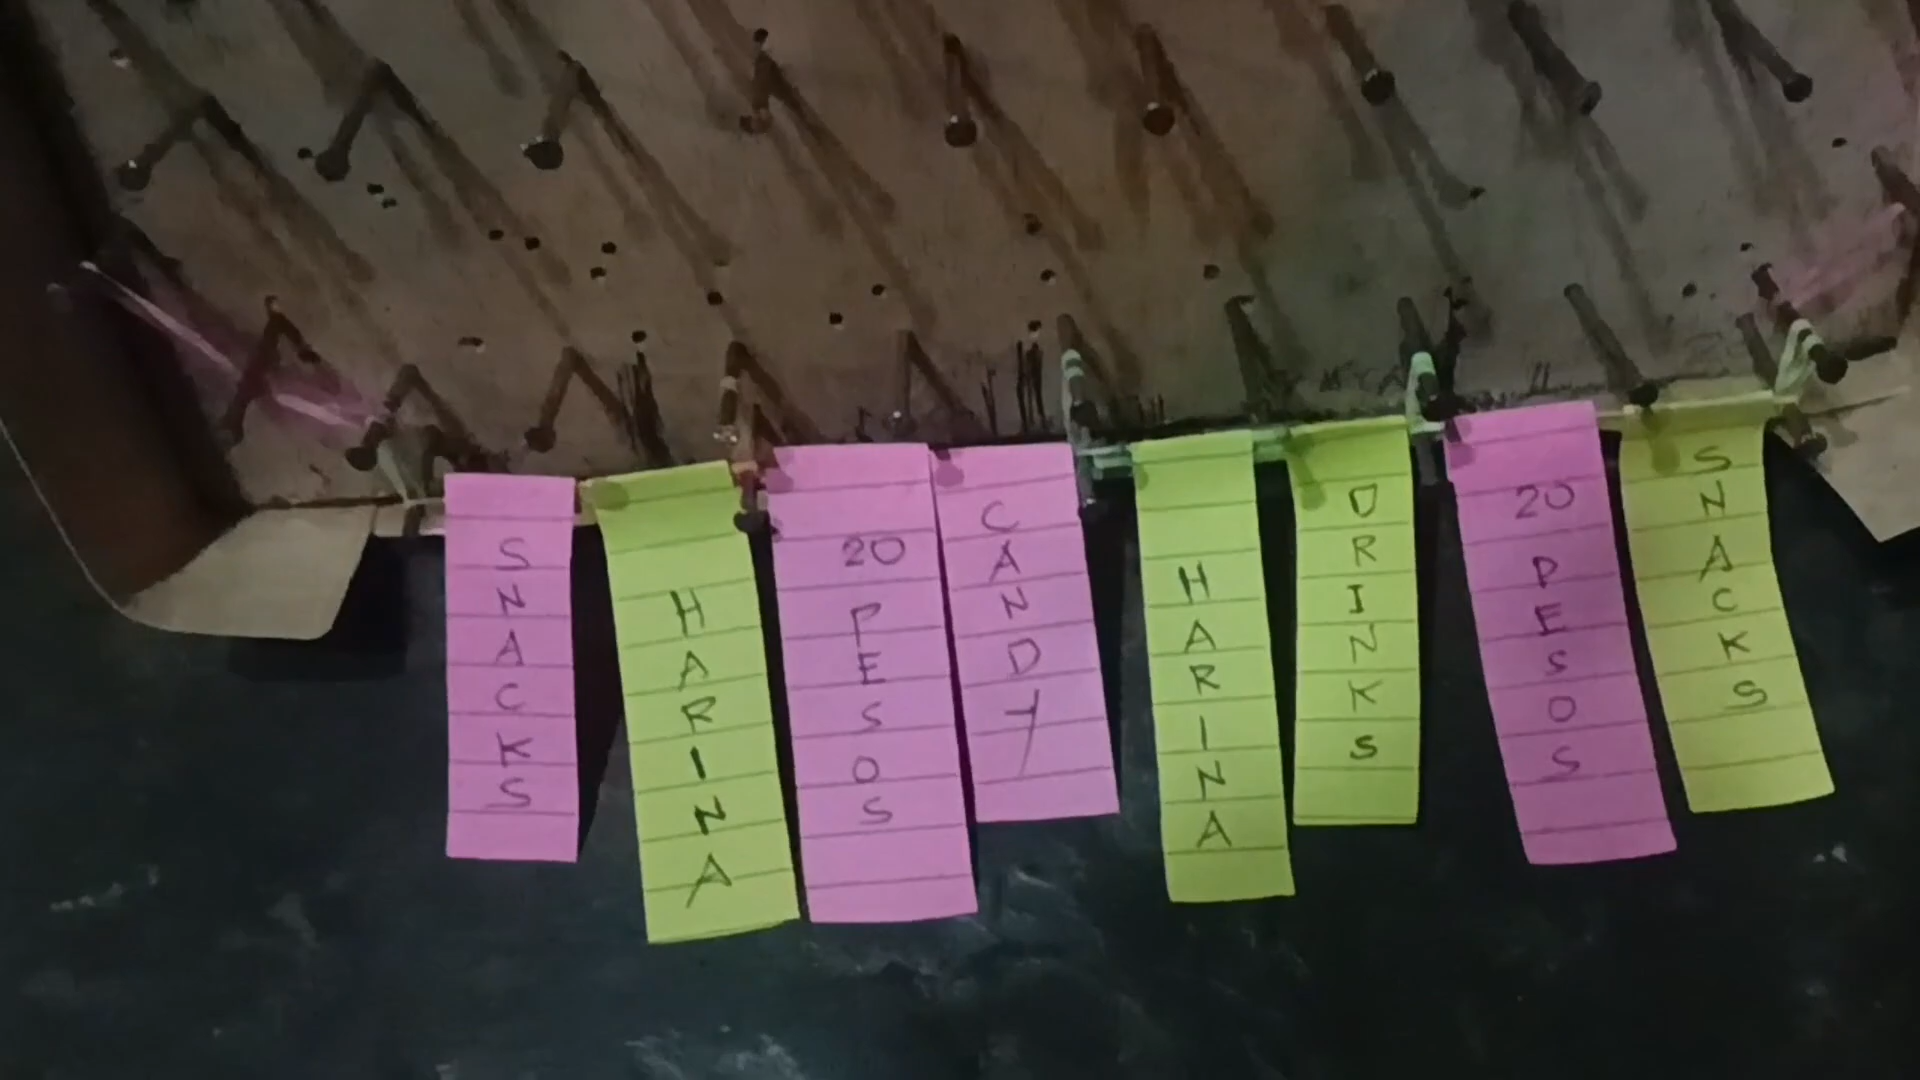 SNACKS
HARINA
20 PESOS
CANDY
HARINA
DRINKS
20 PESOS
SNACKS